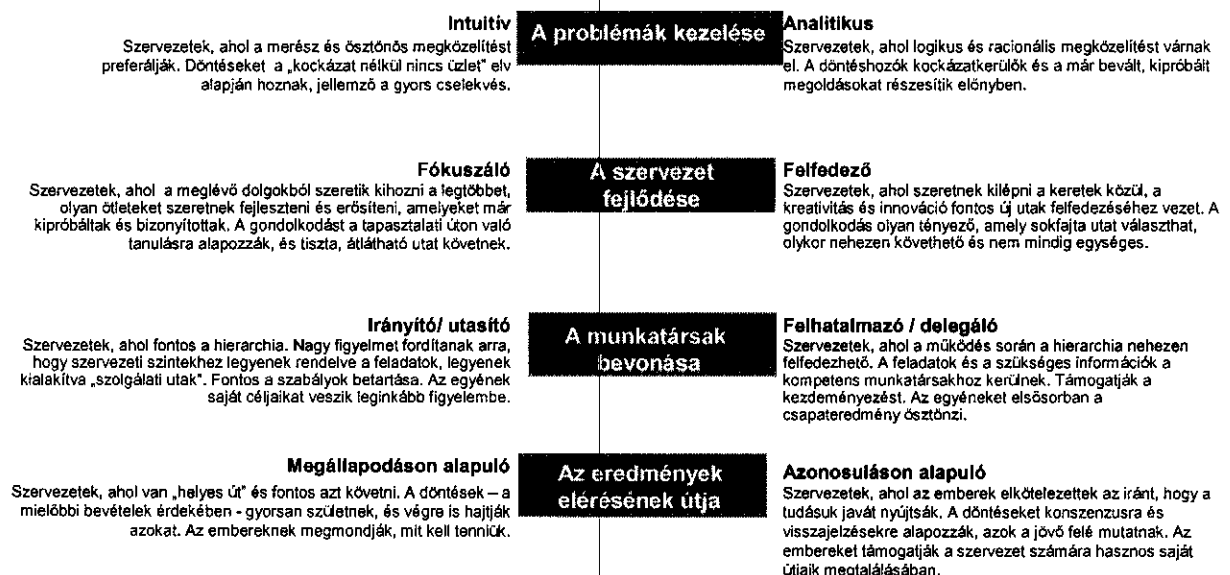 Intuitív
Szervezetek, ahol a merész és ösztönös megközelítést
preferálják. Döntéseket a „kockázat nélkül nincs üzlet" elv
alapján hoznak, jellemző a gyors cselekvés.
A problémák kezelése
Analitikus
Szervezetek, ahol logikus és racionális megközelítést várnak
el. A döntéshozók kockázatkerülők és a már bevált, kipróbált
megoldásokat részesítik előnyben.
Fókuszáló
Szervezetek, ahol a meglévő dolgokból szeretik kihozni a legtöbbet,
olyan ötleteket szeretnek fejleszteni és erősíteni, amelyeket már
kipróbáltak és bizonyítottak. A gondolkodást a tapasztalati úton való
tanulásra alapozzák, és tiszta, átlátható utat követnek.
A szervezet
fejlődése
Felfedező
Szervezetek, ahol szeretnek kilépni a keretek közül, a
kreativitás és innováció fontos új utak felfedezéséhez vezet. A
gondolkodás olyan tényező, amely sokfajta utat választhat,
olykor nehezen követhető és nem mindig egységes.
Irányító/ utasító
Szervezetek, ahol fontos a hierarchia. Nagy figyelmet fordítanak arra,
hogy szervezeti szintekhez legyenek rendelve a feladatok, legyenek
kialakítva „szolgálati utak". Fontos a szabályok betartása. Az egyének
saját céljaikat veszik leginkább figyelembe.
A munkatársak
bevonása
Felhatalmazó / delegáló
Szervezetek, ahol a működés során a hierarchia nehezen
felfedezhető. A feladatok és a szükséges információk a
kompetens munkatársakhoz kerülnek. Támogatják a
kezdeményezést. Az egyéneket elsősorban a
csapateredmény ösztönzi.
Megállapodáson alapuló
Szervezetek, ahol van „helyes út" és fontos azt követni. A döntések – a
mielőbbi bevételek érdekében - gyorsan születnek, és végre is hajtják
azokat. Az embereknek megmondják, mit kell tenniük.
Az eredmények
elérésének útja
Azonosuláson alapuló
Szervezetek, ahol az emberek elkötelezettek az iránt, hogy a
tudásuk javát nyújtsák. A döntéseket konszenzusra és
visszajelzésekre alapozzák, azok a jövő felé mutatnak. Az
embereket támogatják a szervezet számára hasznos saját
útjaik megtalálásában.